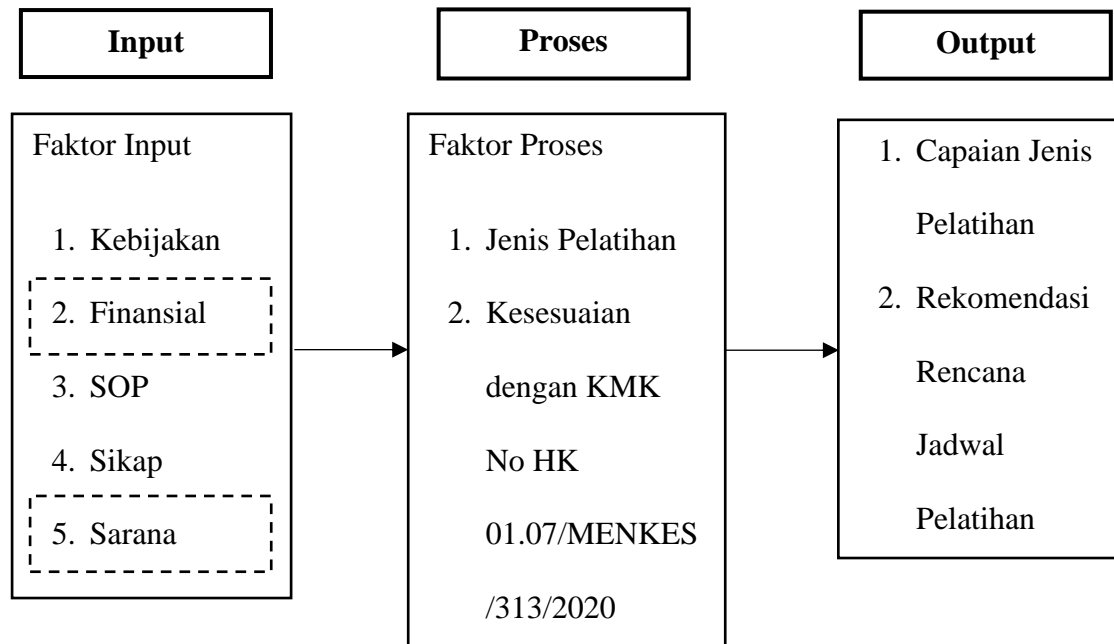 Input
Faktor Input
1. Kebijakan
2. Finansial
3. SOP
4. Sikap
5. Sarana
Proses
Faktor Proses
1. Jenis Pelatihan
2. Kesesuaian
dengan KMK
No HK
01.07/MENKES
/313/2020
Output
1. Capaian Jenis
Pelatihan
2. Rekomendasi
Rencana
Jadwal
Pelatihan